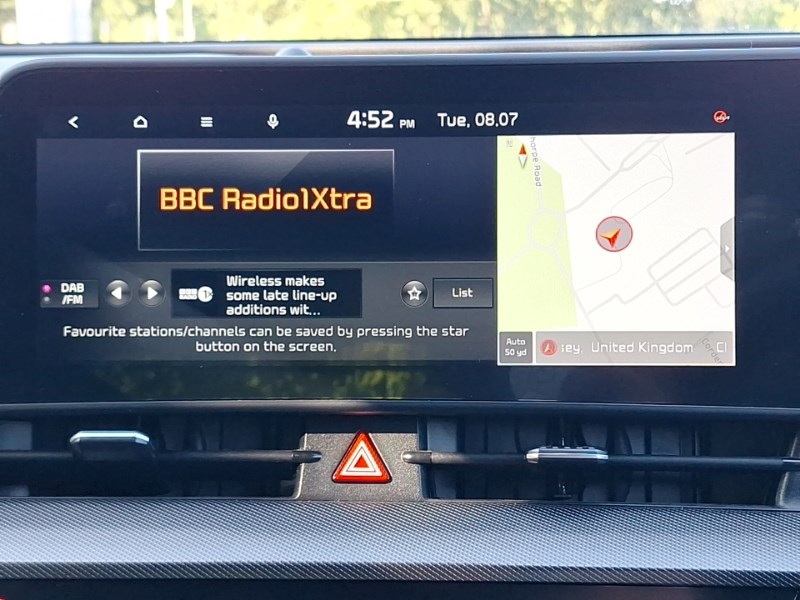 4:52 PM Tue, 08.07
BBC Radio1Xtra
DAB
/FM
Wireless makes
some late line-up
additions wit...
List
Favourite stations/channels can be saved by pressing the star
button on the screen.
Road
Auto
50 yd
ey, United Kingdom